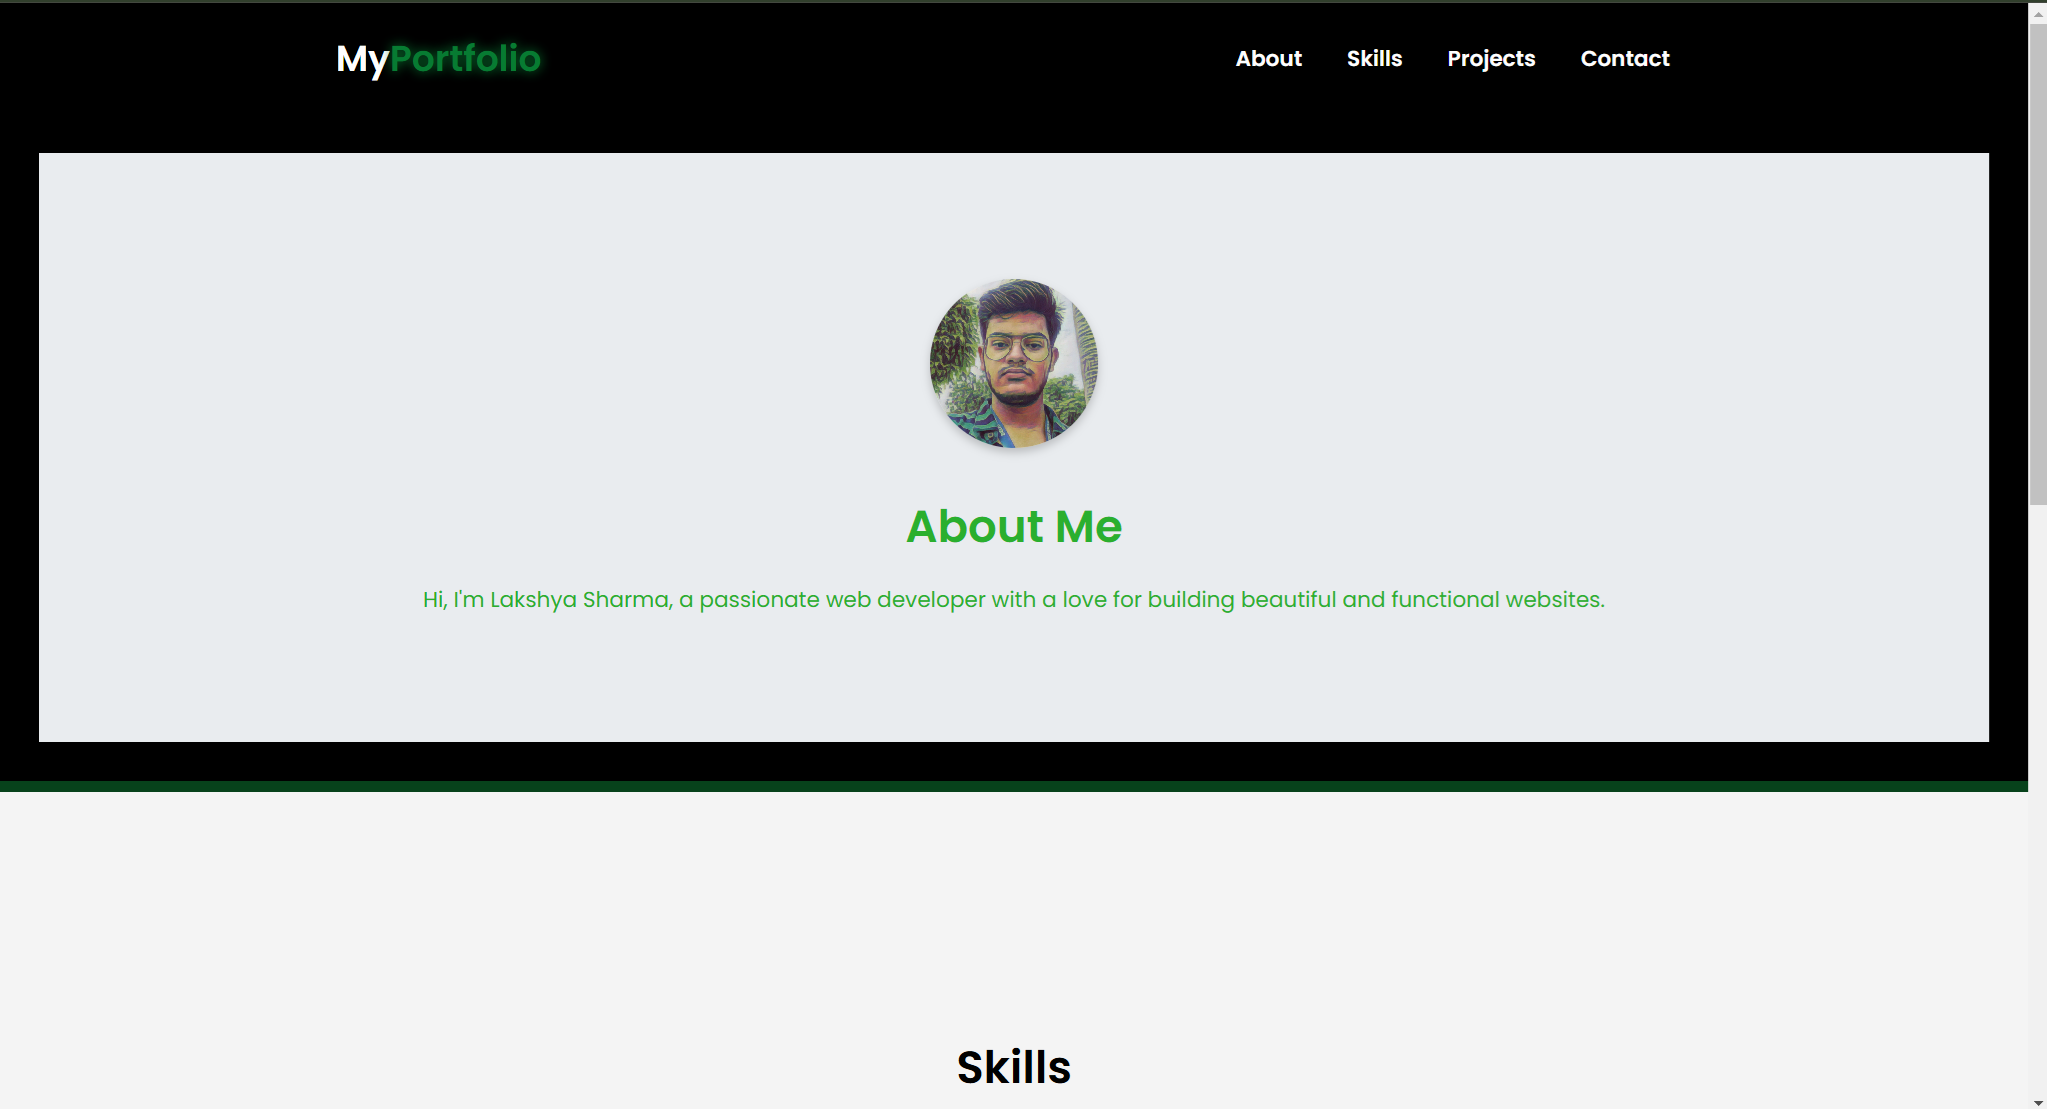 MyPortfolio
About Skills Projects Contact
About Me
Hi, I'm Lakshya Sharma, a passionate web developer with a love for building beautiful and functional websites.
Skills